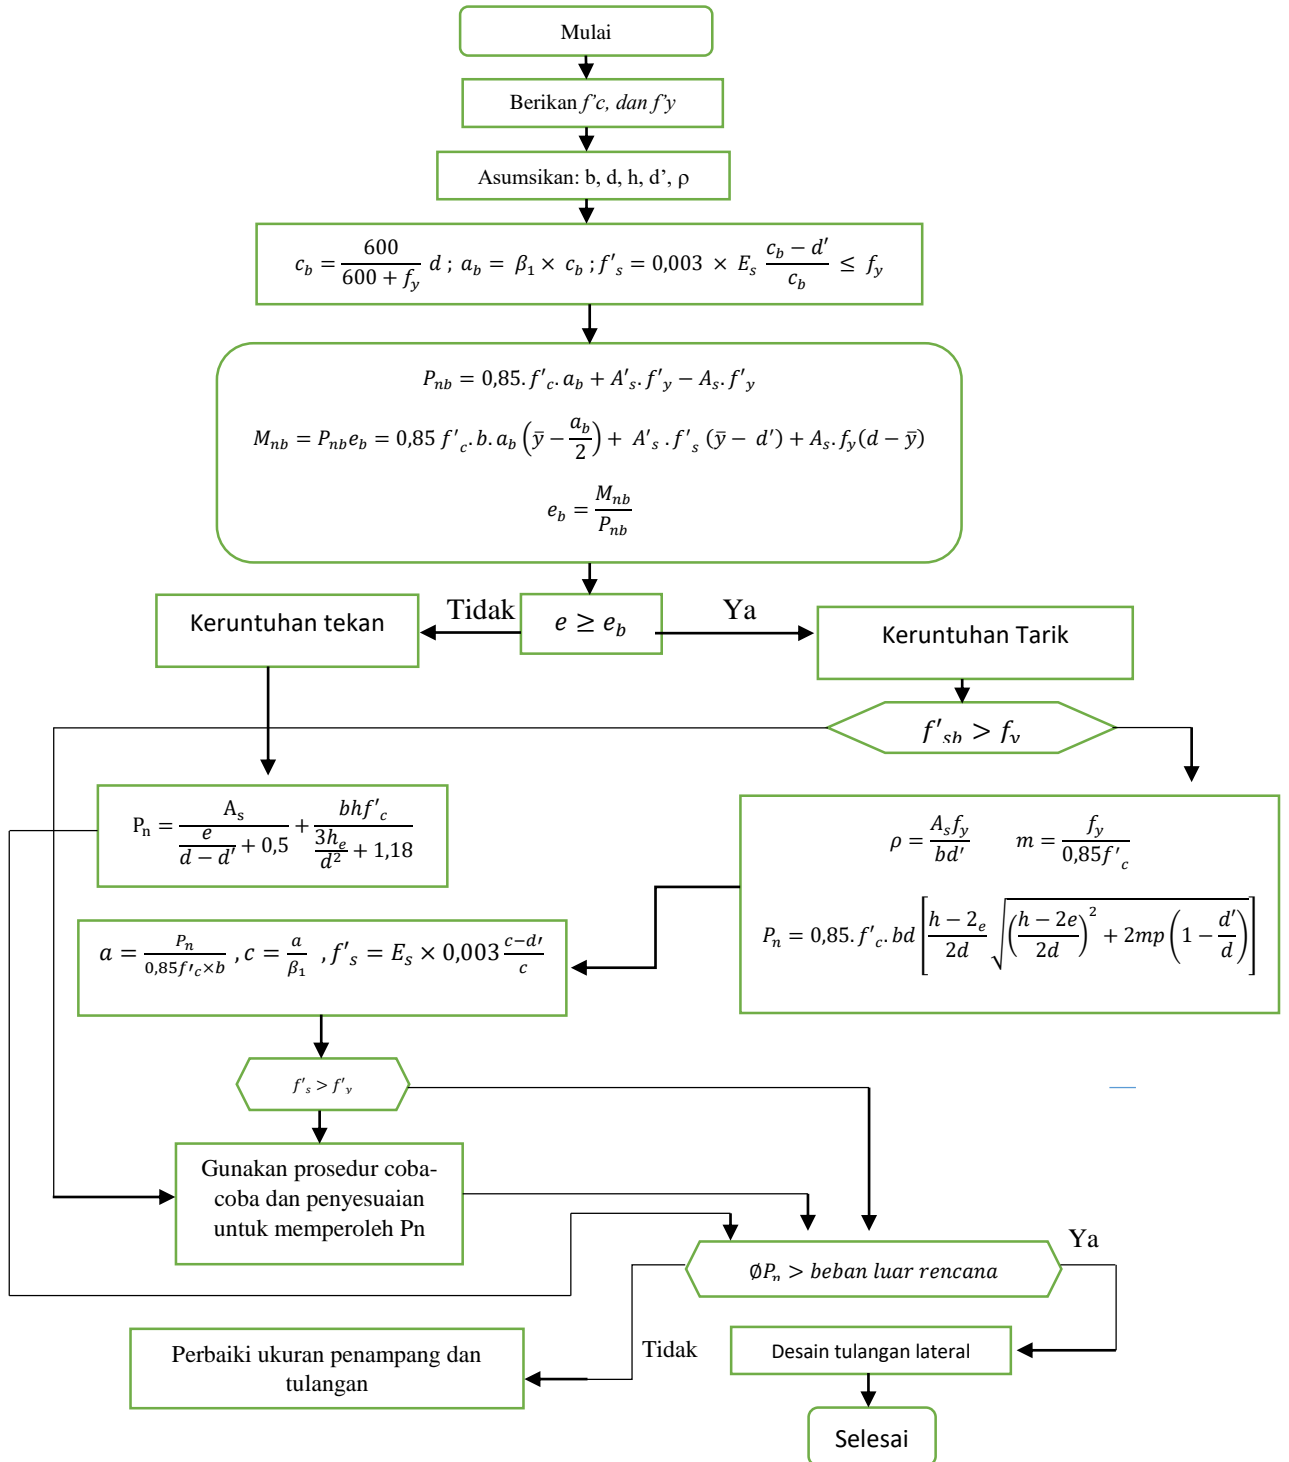 Mulai
Berikan f'c, dan f'y
Asumsikan: b, d, h, d', ρ
c_b = 600/(600 + f_y) d ; a_b = β_1 × c_b ; f'_s = 0,003 × E_s (c_b − d')/c_b ≤ f_y
P_nb = 0,85. f'_c. a_b + A'_s. f'_y − A_s. f'_y
M_nb = P_nb e_b = 0,85 f'_c. b. a_b (ȳ − a_b/2) + A'_s . f'_s (ȳ − d') + A_s. f_y(d − ȳ)
e_b = M_nb/P_nb
Keruntuhan tekan
Tidak
e ≥ e_b
Ya
Keruntuhan Tarik
f'_sb > f_y
P_n = A_s/(e/(d − d') + 0,5) + bhf'_c/(3h_e/d^2 + 1,18)
ρ = A_s f_y/bd' m = f_y/0,85f'_c
P_n = 0,85. f'_c. bd [(h − 2_e)/2d √(((h − 2e)/2d)^2 + 2mp (1 − d'/d))]
a = P_n/(0,85f'_c×b) , c = a/β_1 , f'_s = E_s × 0,003 (c−d')/c
f'_s > f'_y
Gunakan prosedur coba-
coba dan penyesuaian
untuk memperoleh Pn
Ya
ØP_n > beban luar rencana
Tidak
Perbaiki ukuran penampang dan
tulangan
Desain tulangan lateral
Selesai